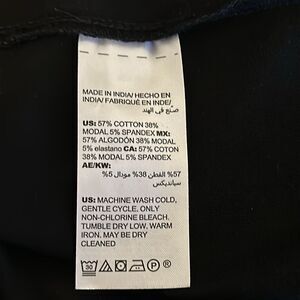 MADE IN INDIA/ HECHO EN
INDIA/ FABRIQUÉ EN INDE/
صنع في الهند
US: 57% COTTON 38%
MODAL 5% SPANDEX MX:
57% ALGODÓN 38% MODAL
5% elastano CA: 57% COTON
38% MODAL 5% SPANDEX
AE/KW:
57% القطن 38% مودال 5%
سبانديكس
US: MACHINE WASH COLD,
GENTLE CYCLE. ONLY
NON-CHLORINE BLEACH.
TUMBLE DRY LOW, WARM
IRON. MAY BE DRY
CLEANED
30
P